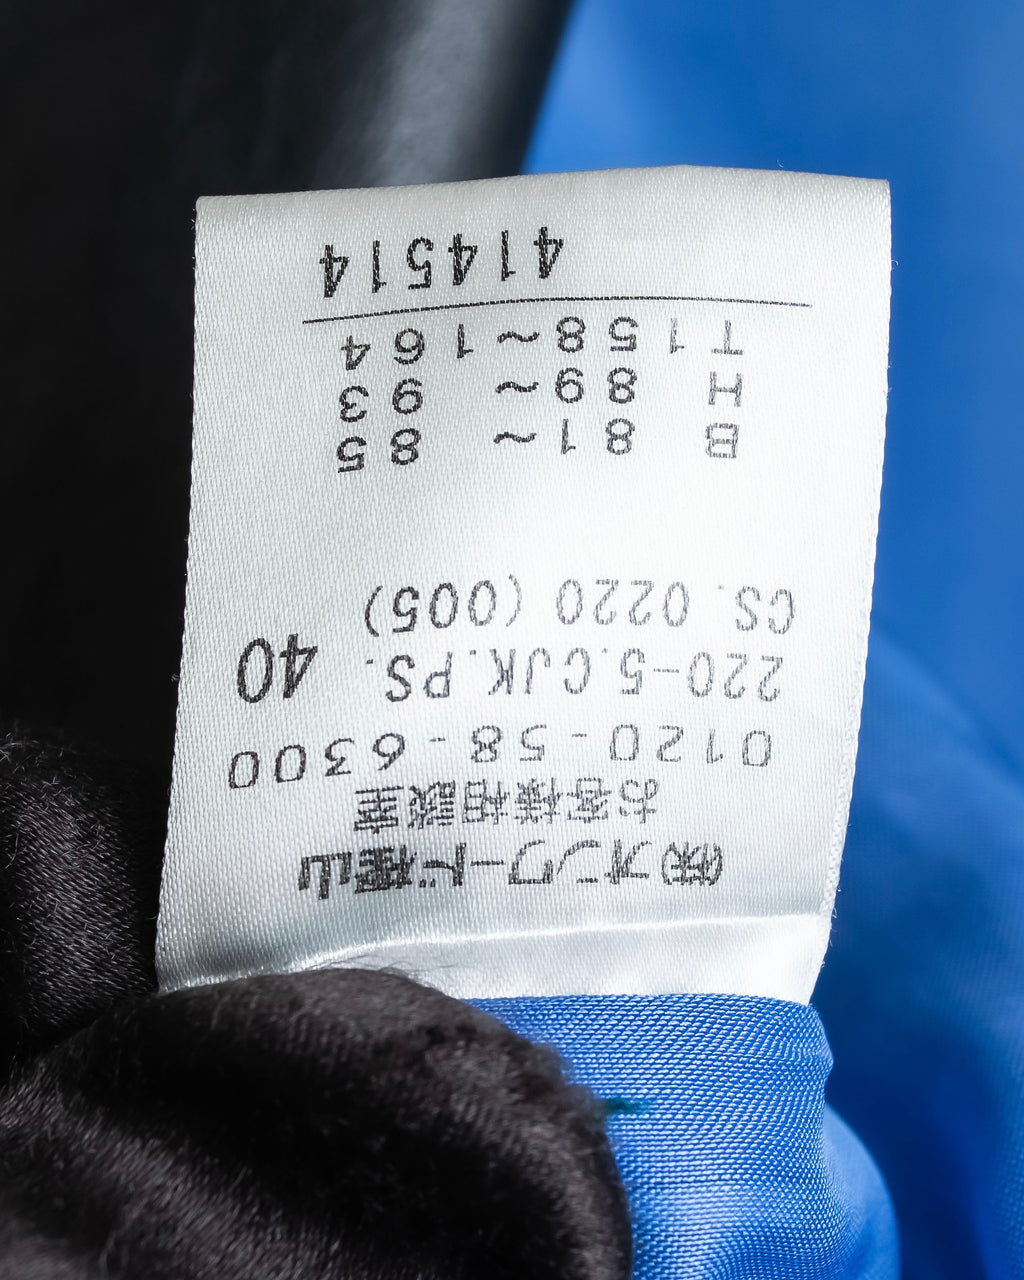 ㈱オンワード樫山
お客様相談室
0120-58-6300
220-5.CJK.PS. 40
CS. 0220 (005)
B 81~ 85
H 89~ 93
T158~164
414514